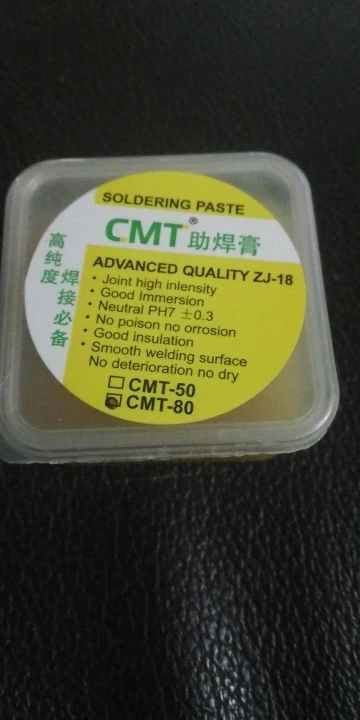 SOLDERING PASTE
CMT® 助焊膏
高纯度
焊接必备
ADVANCED QUALITY ZJ-18
• Joint high inlensity
• Good Immersion
• Neutral PH7 ±0.3
• No poison no orrosion
• Good insulation
• Smooth welding surface
No deterioration no dry
CMT-50
CMT-80